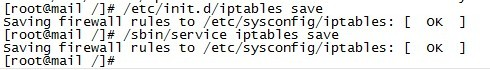 [root@mail /]# /etc/init.d/iptables save
Saving firewall rules to /etc/sysconfig/iptables: [  OK  ]
[root@mail /]# /sbin/service iptables save
Saving firewall rules to /etc/sysconfig/iptables: [  OK  ]
[root@mail /]#